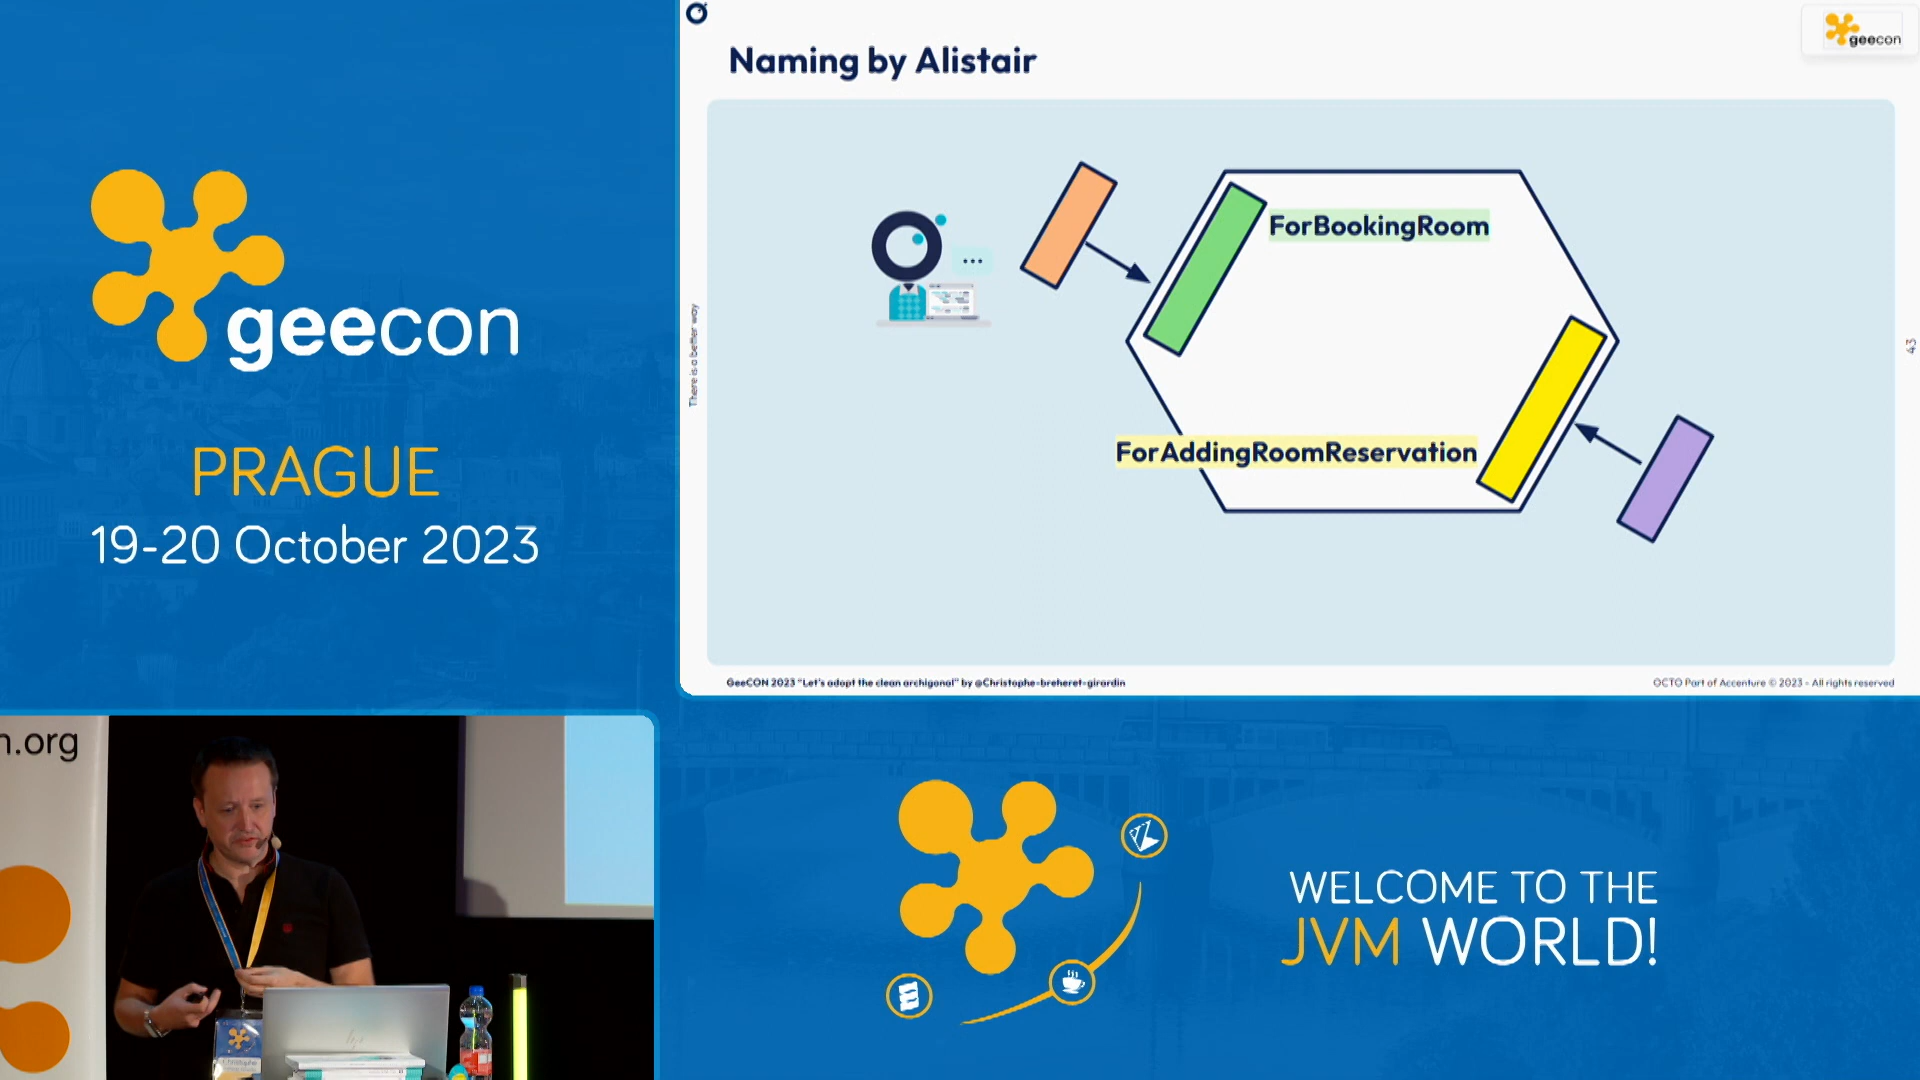 geecon
PRAGUE
19-20 October 2023
Naming by Alistair
geecon
ForBookingRoom
ForAddingRoomReservation
There is a better way
43
GeeCON 2023 "Let's adopt the clean archigonal" by @Christophe-breheret-girardin
OCTO Part of Accenture © 2023 - All rights reserved
n.org
WELCOME TO THE
JVM WORLD!